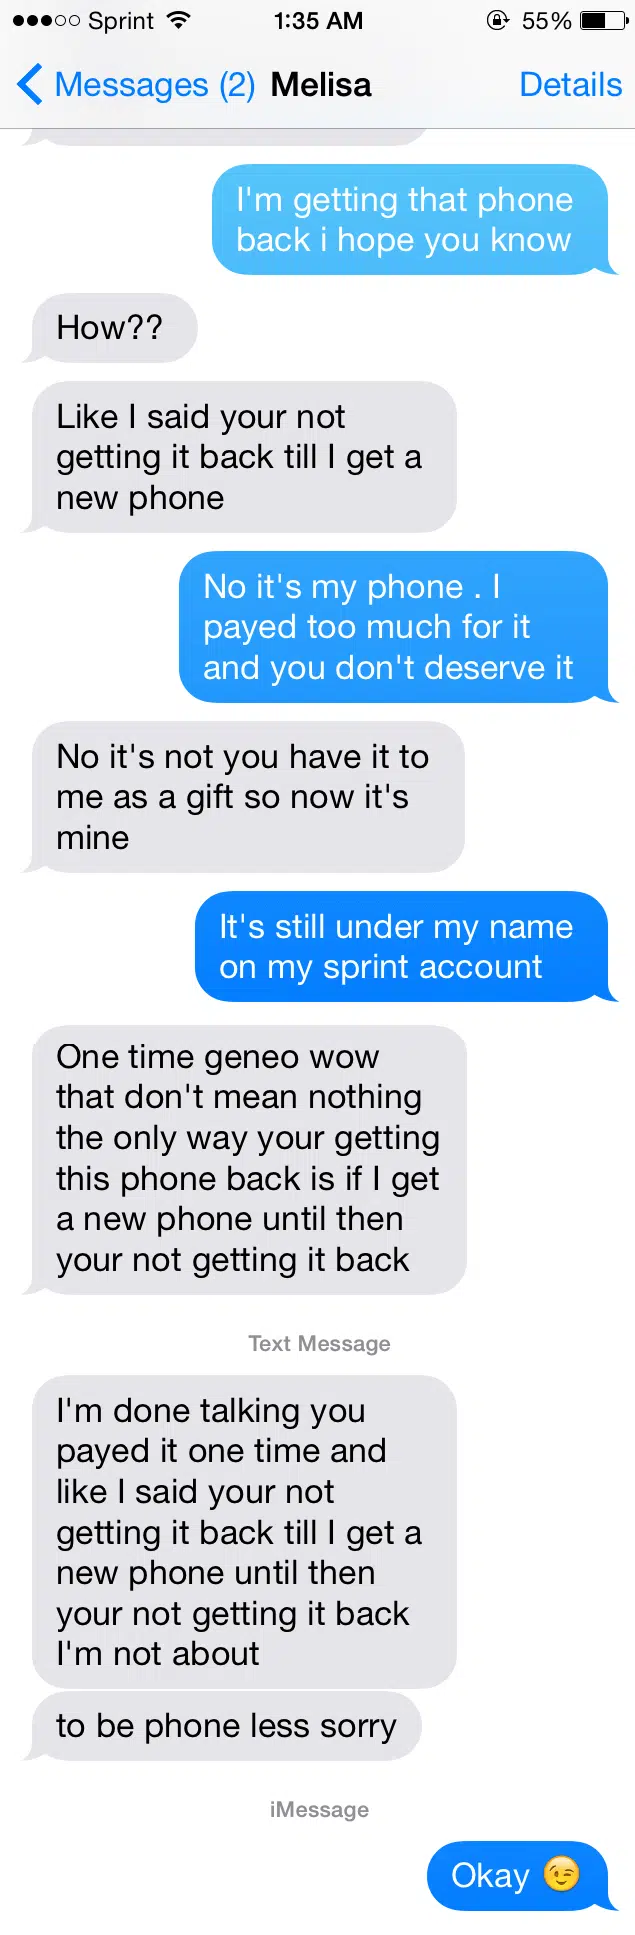 Sprint 1:35 AM 55%
Messages (2) Melisa Details
I'm getting that phone
back i hope you know
How??
Like I said your not
getting it back till I get a
new phone
No it's my phone . I
payed too much for it
and you don't deserve it
No it's not you have it to
me as a gift so now it's
mine
It's still under my name
on my sprint account
One time geneo wow
that don't mean nothing
the only way your getting
this phone back is if I get
a new phone until then
your not getting it back
Text Message
I'm done talking you
payed it one time and
like I said your not
getting it back till I get a
new phone until then
your not getting it back
I'm not about
to be phone less sorry
iMessage
Okay 😉